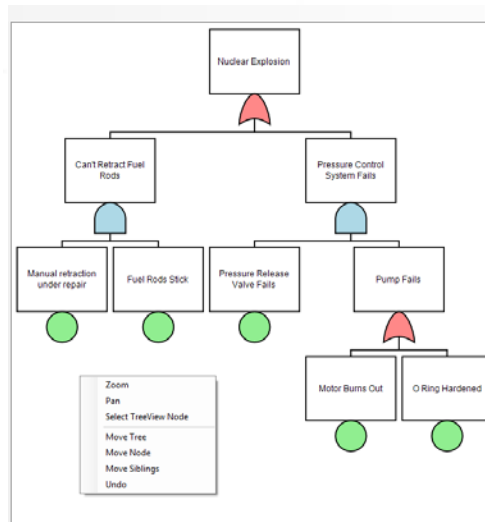 Nuclear Explosion
Can't Retract Fuel
Rods
Pressure Control
System Fails
Manual retraction
under repair
Fuel Rods Stick
Pressure Release
Valve Fails
Pump Fails
Motor Burns Out
O Ring Hardened
Zoom
Pan
Select TreeView Node
Move Tree
Move Node
Move Siblings
Undo